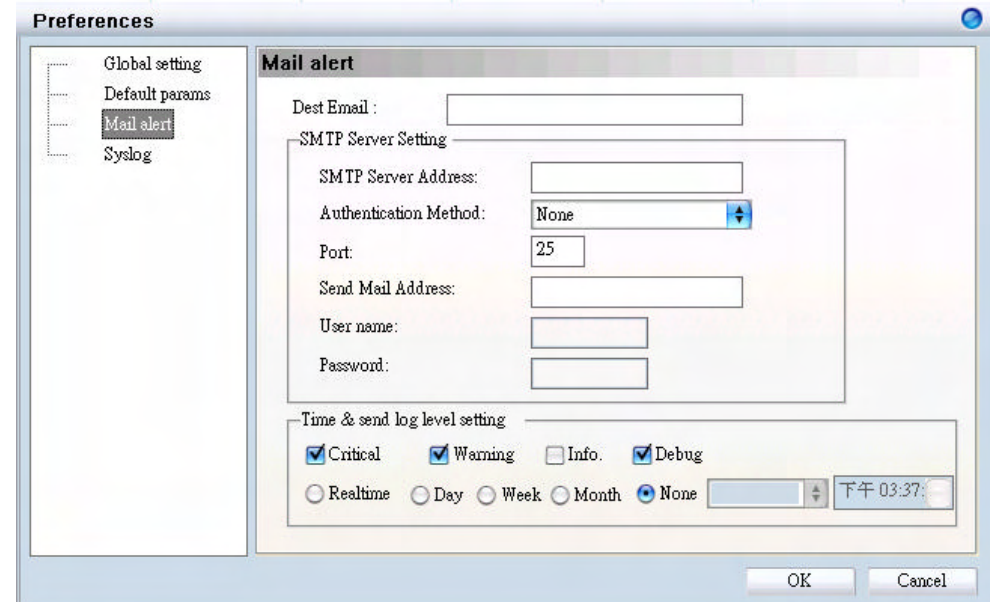 Preferences
Global setting
Default params
Mail alert
Syslog
Mail alert
Dest Email :
SMTP Server Setting
SMTP Server Address:
Authentication Method: None
Port: 25
Send Mail Address:
User name:
Password:
Time & send log level setting
Critical Warning Info. Debug
Realtime Day Week Month None 下午 03:37:
OK Cancel